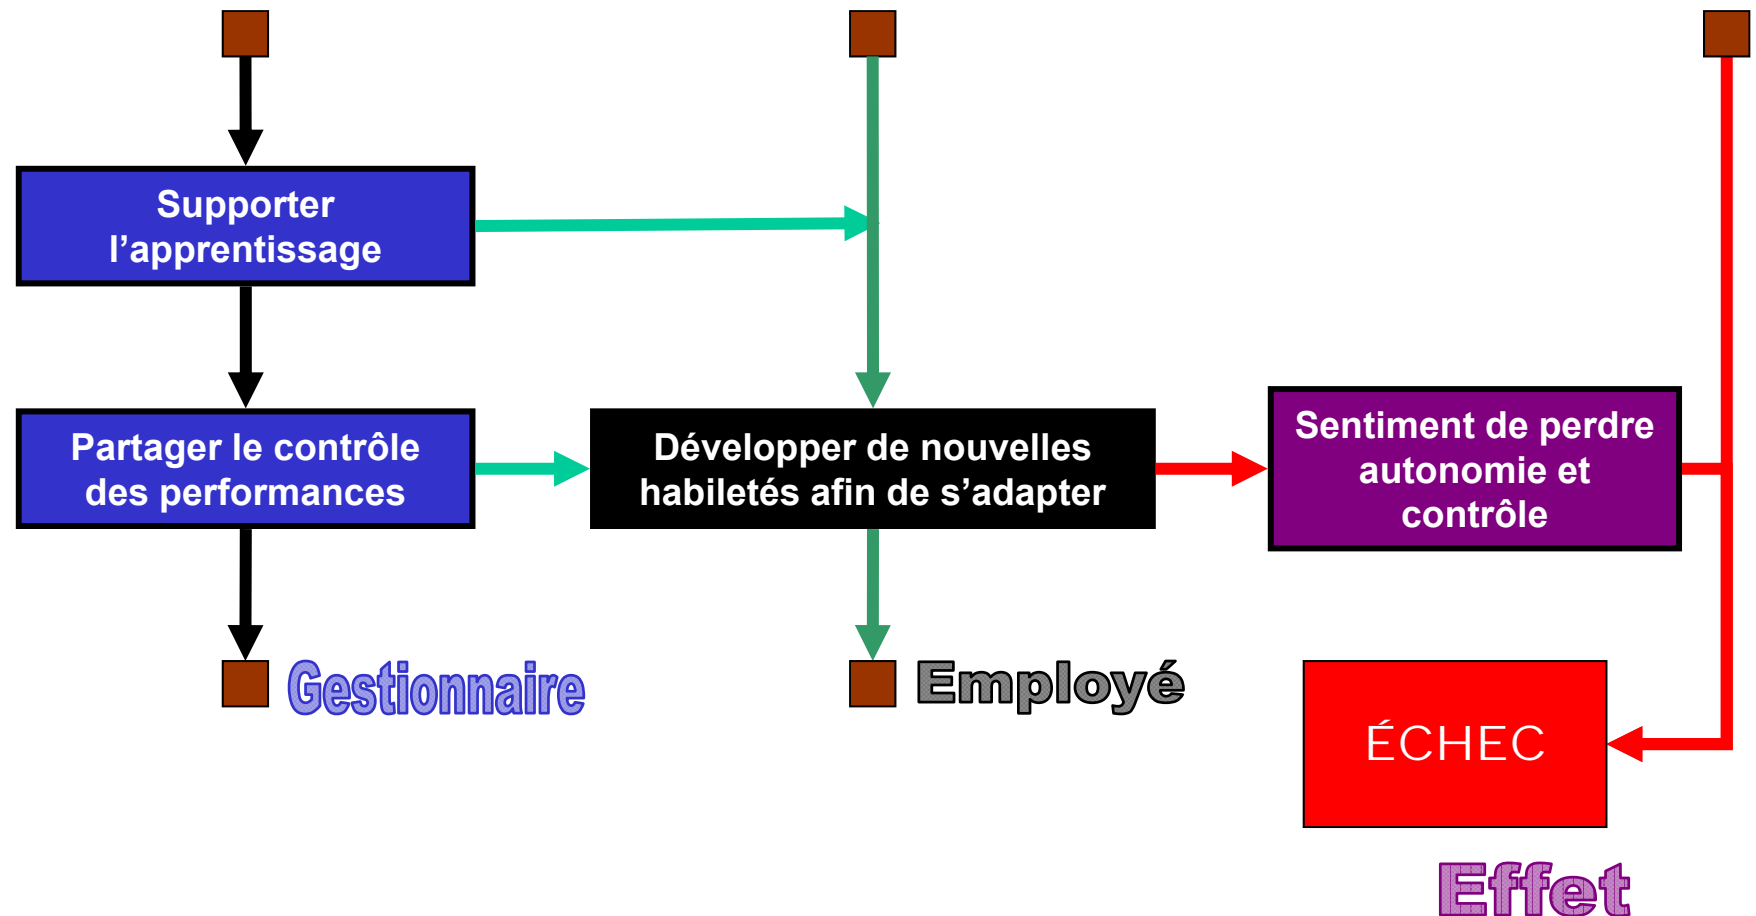 Supporter
l’apprentissage
Partager le contrôle
des performances
Développer de nouvelles
habiletés afin de s’adapter
Sentiment de perdre
autonomie et
contrôle
Gestionnaire
Employé
ÉCHEC
Effet